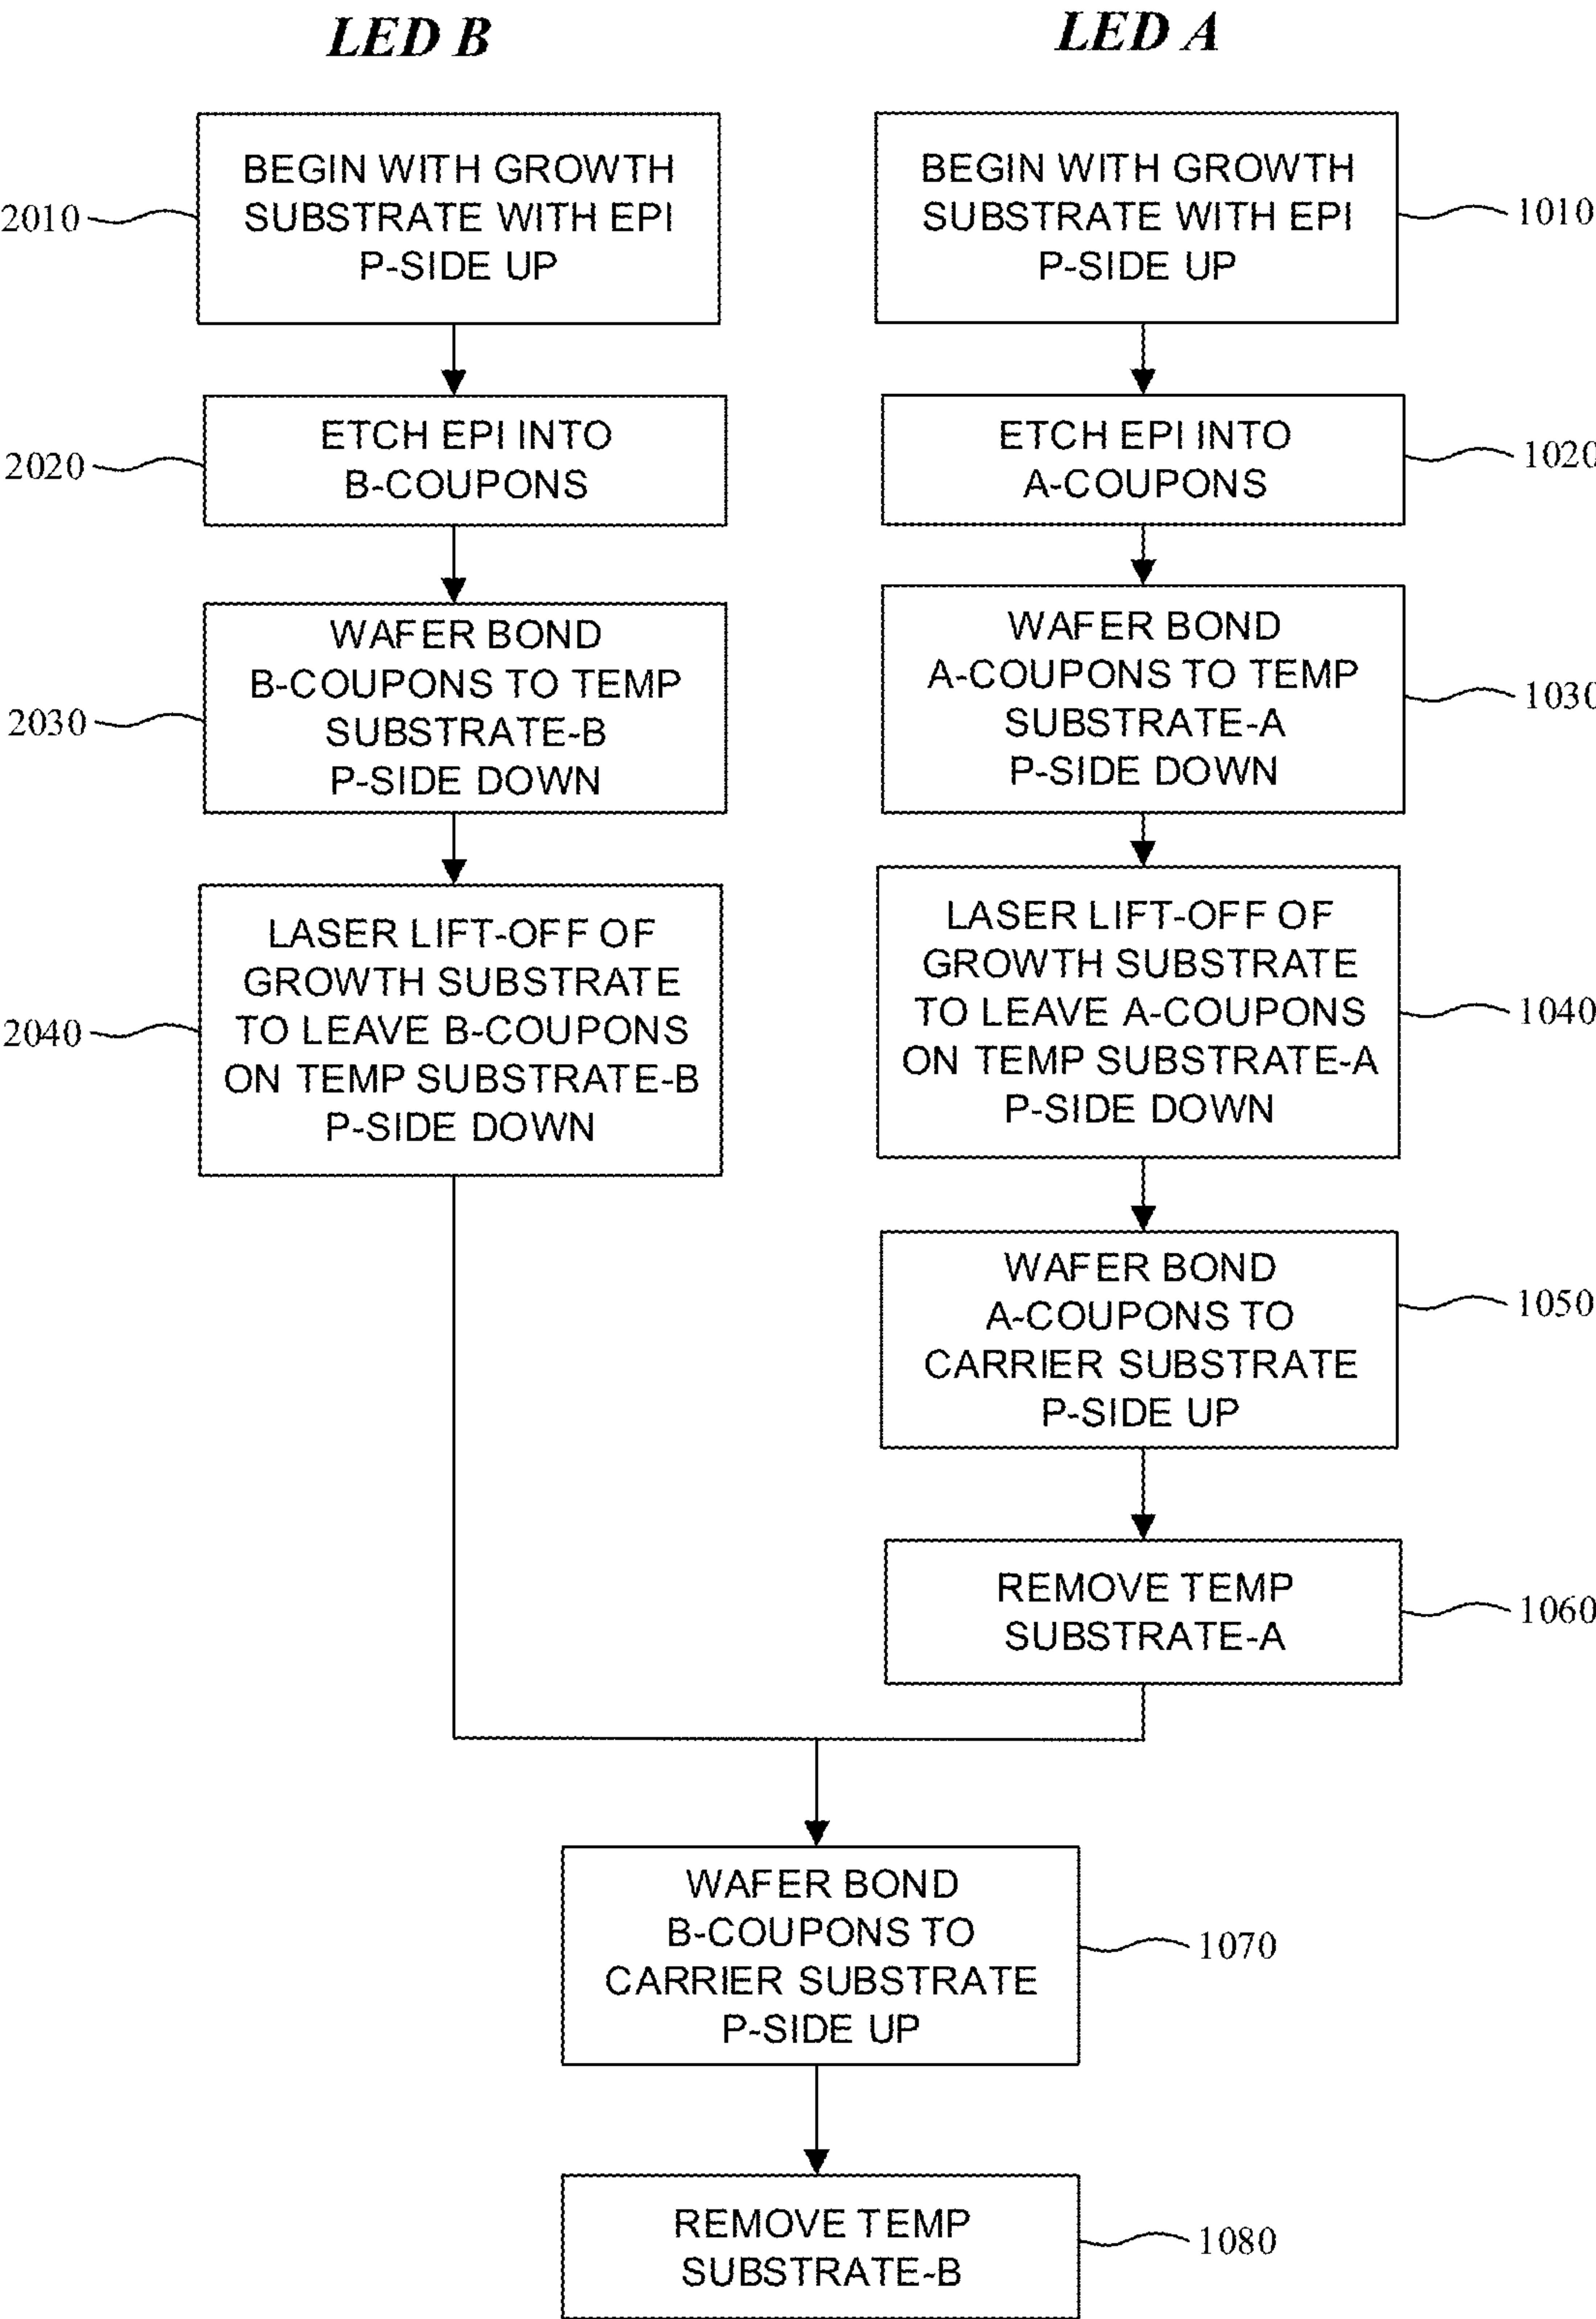 LED B
LED A
BEGIN WITH GROWTH
SUBSTRATE WITH EPI
P-SIDE UP
2010
BEGIN WITH GROWTH
SUBSTRATE WITH EPI
P-SIDE UP
1010
ETCH EPI INTO
B-COUPONS
2020
ETCH EPI INTO
A-COUPONS
1020
WAFER BOND
B-COUPONS TO TEMP
SUBSTRATE-B
P-SIDE DOWN
2030
WAFER BOND
A-COUPONS TO TEMP
SUBSTRATE-A
P-SIDE DOWN
1030
LASER LIFT-OFF OF
GROWTH SUBSTRATE
TO LEAVE B-COUPONS
ON TEMP SUBSTRATE-B
P-SIDE DOWN
2040
LASER LIFT-OFF OF
GROWTH SUBSTRATE
TO LEAVE A-COUPONS
ON TEMP SUBSTRATE-A
P-SIDE DOWN
1040
WAFER BOND
A-COUPONS TO
CARRIER SUBSTRATE
P-SIDE UP
1050
REMOVE TEMP
SUBSTRATE-A
1060
WAFER BOND
B-COUPONS TO
CARRIER SUBSTRATE
P-SIDE UP
1070
REMOVE TEMP
SUBSTRATE-B
1080